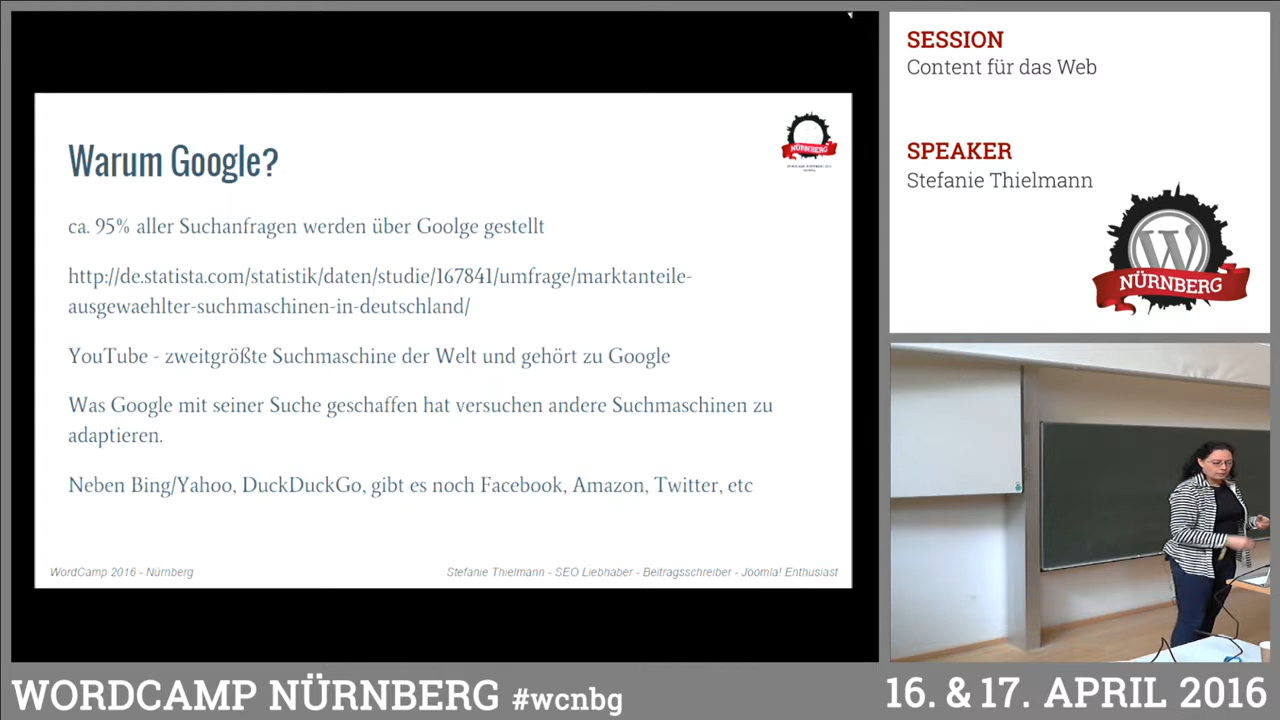 Warum Google?
NÜRNBERG
ca. 95% aller Suchanfragen werden über Goolge gestellt
http://de.statista.com/statistik/daten/studie/167841/umfrage/marktanteile-
ausgewaehlter-suchmaschinen-in-deutschland/
YouTube - zweitgrößte Suchmaschine der Welt und gehört zu Google
Was Google mit seiner Suche geschaffen hat versuchen andere Suchmaschinen zu
adaptieren.
Neben Bing/Yahoo, DuckDuckGo, gibt es noch Facebook, Amazon, Twitter, etc
WordCamp 2016 - Nürnberg
Stefanie Thielmann - SEO Liebhaber - Beitragsschreiber - Joomla! Enthusiast
SESSION
Content für das Web
SPEAKER
Stefanie Thielmann
W
NÜRNBERG
WORDCAMP NÜRNBERG #wcnbg
16. & 17. APRIL 2016